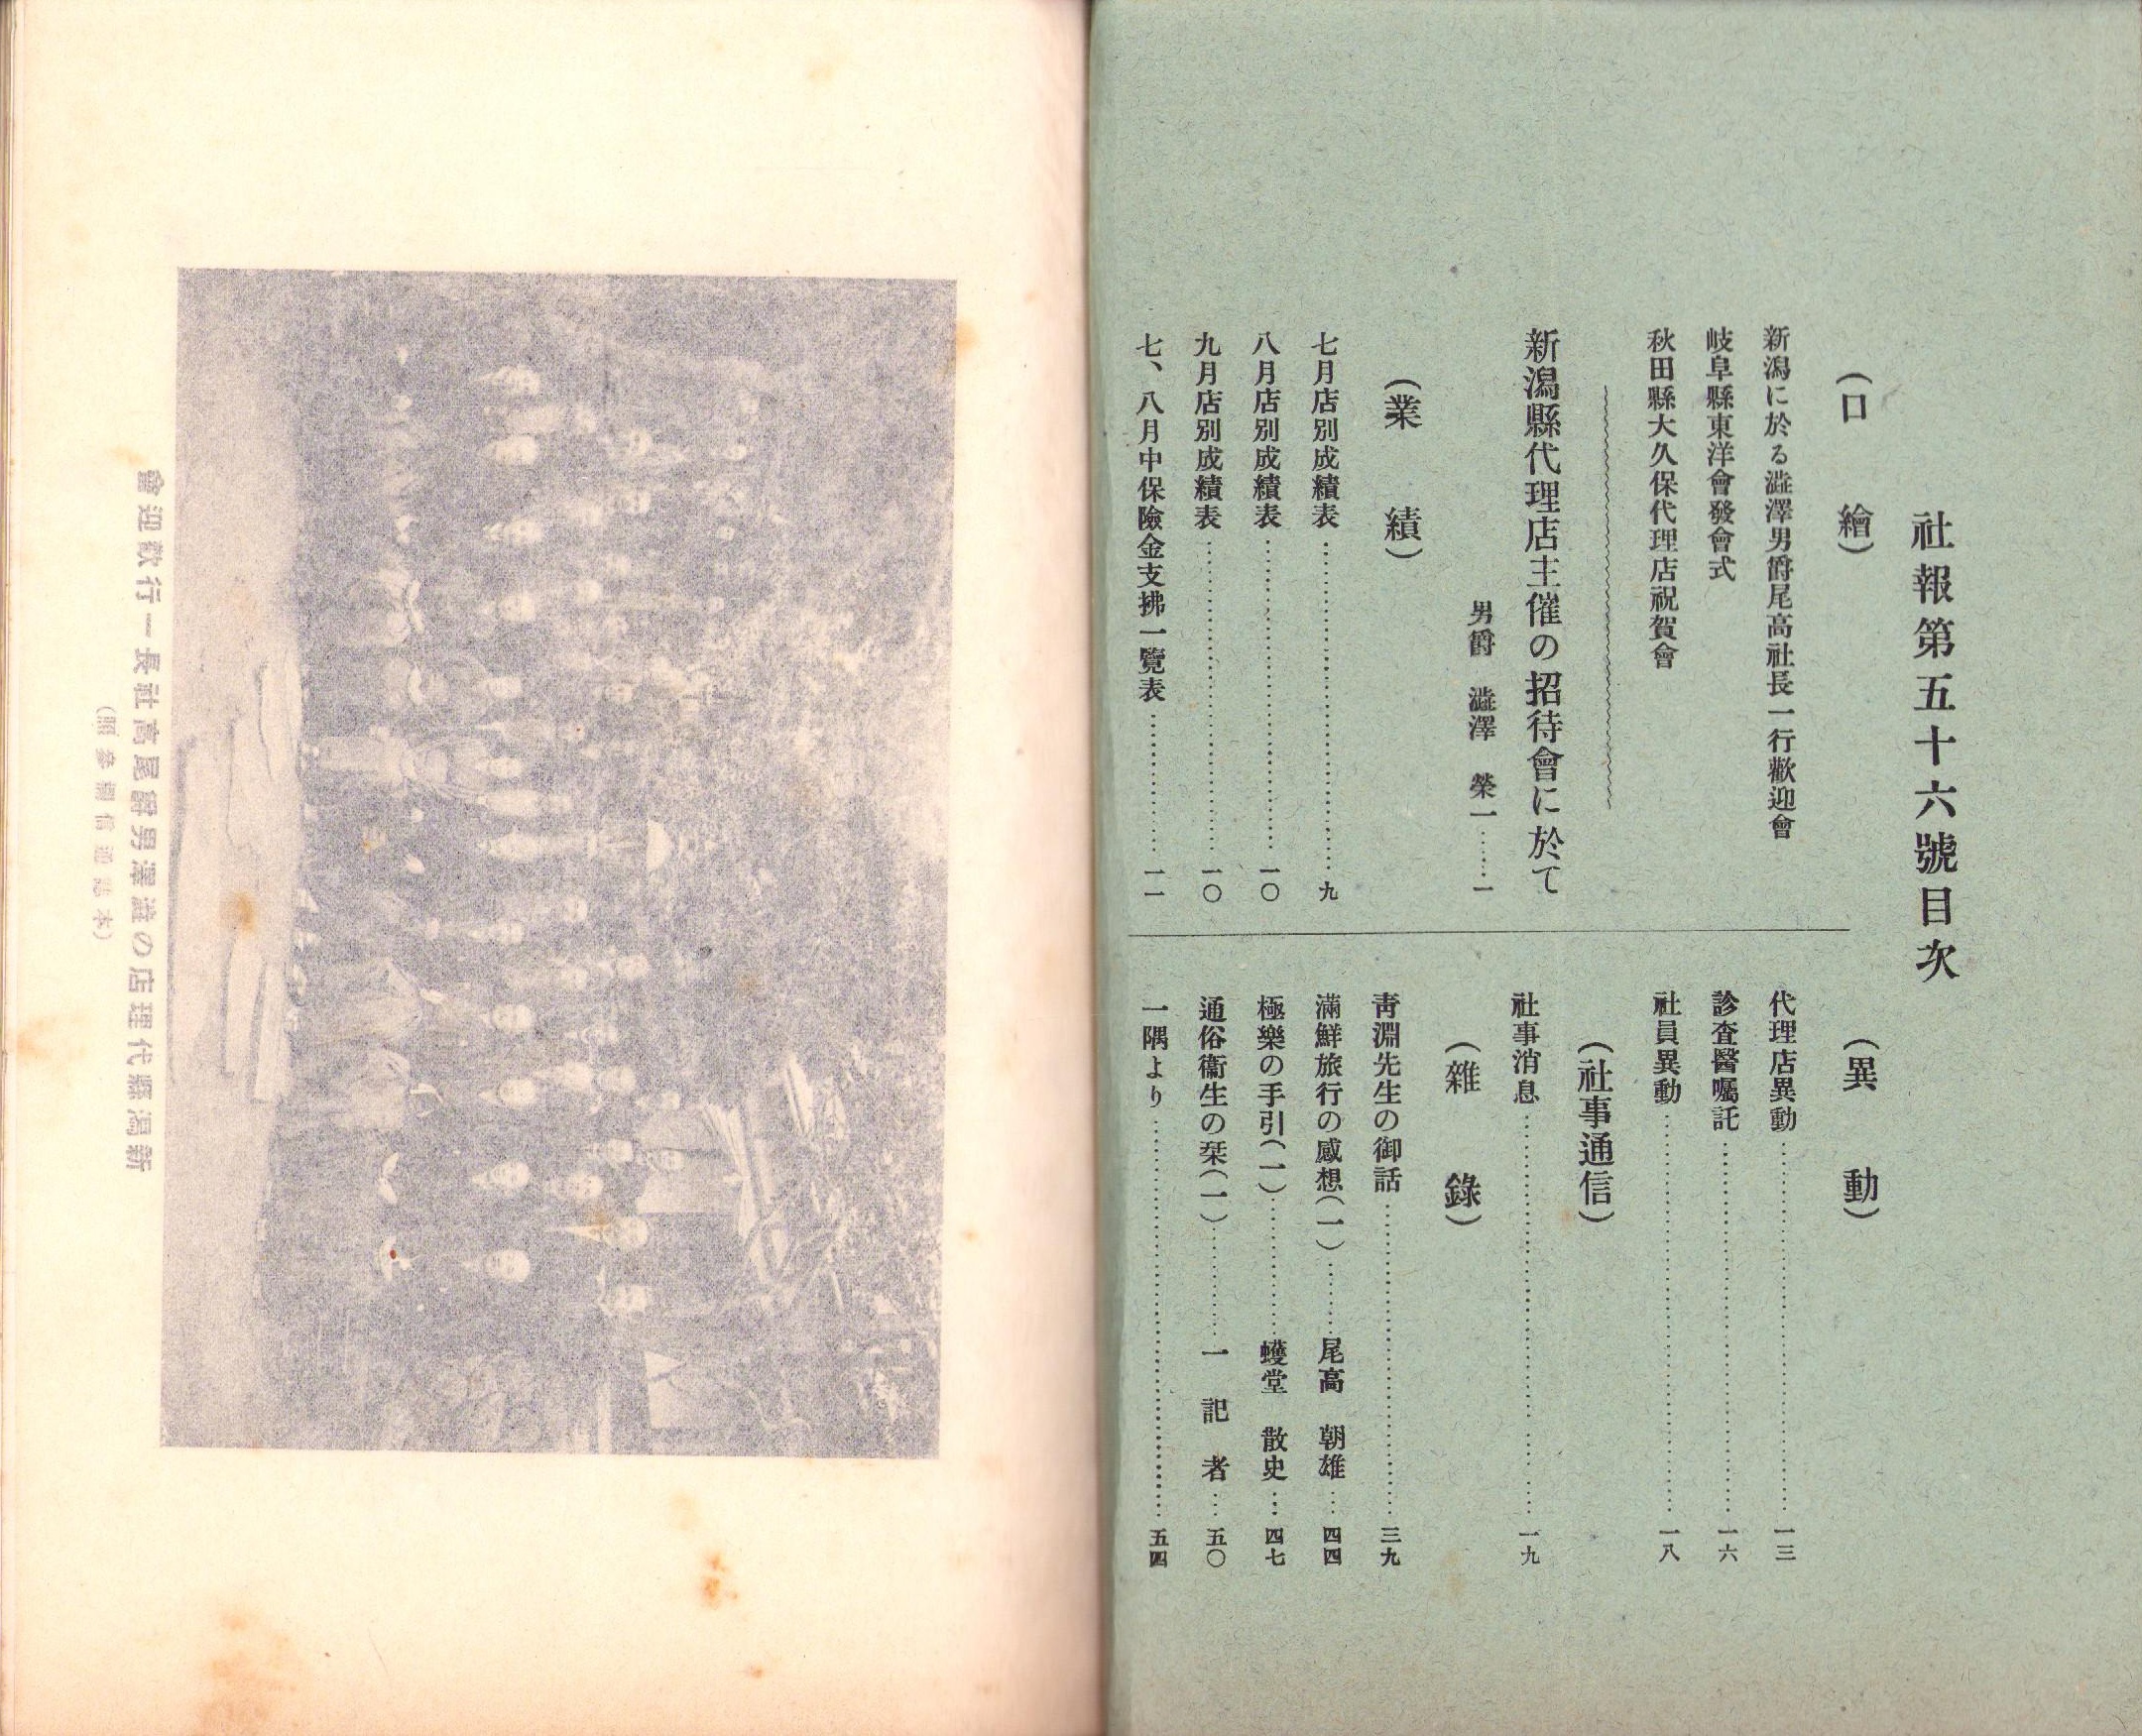 社報第五十六號目次
(口繪)
新潟に於る澁澤男爵尾高社長一行歡迎會
岐阜縣東洋會發會式
秋田縣大久保代理店祝賀會
新潟縣代理店主催の招待會に於て
男爵 澁澤 榮一……一
(業績)
七月店別成績表……九
八月店別成績表……一〇
九月店別成績表……一〇
七、八月中保險金支拂一覽表……一一
(異動)
代理店異動……一三
診査醫囑託……一六
社員異動……一八
(社事通信)
社事消息……一九
(雜錄)
靑淵先生の御話……三九
滿鮮旅行の感想(一)……尾高 朝雄…四四
極樂の手引(一)……蠖堂 散史…四七
通俗衞生の栞(一)……一記者…五〇
一隅より……五四
新潟縣代理店の澁澤男爵尾高社長一行歡迎會
(本誌通信欄參照)